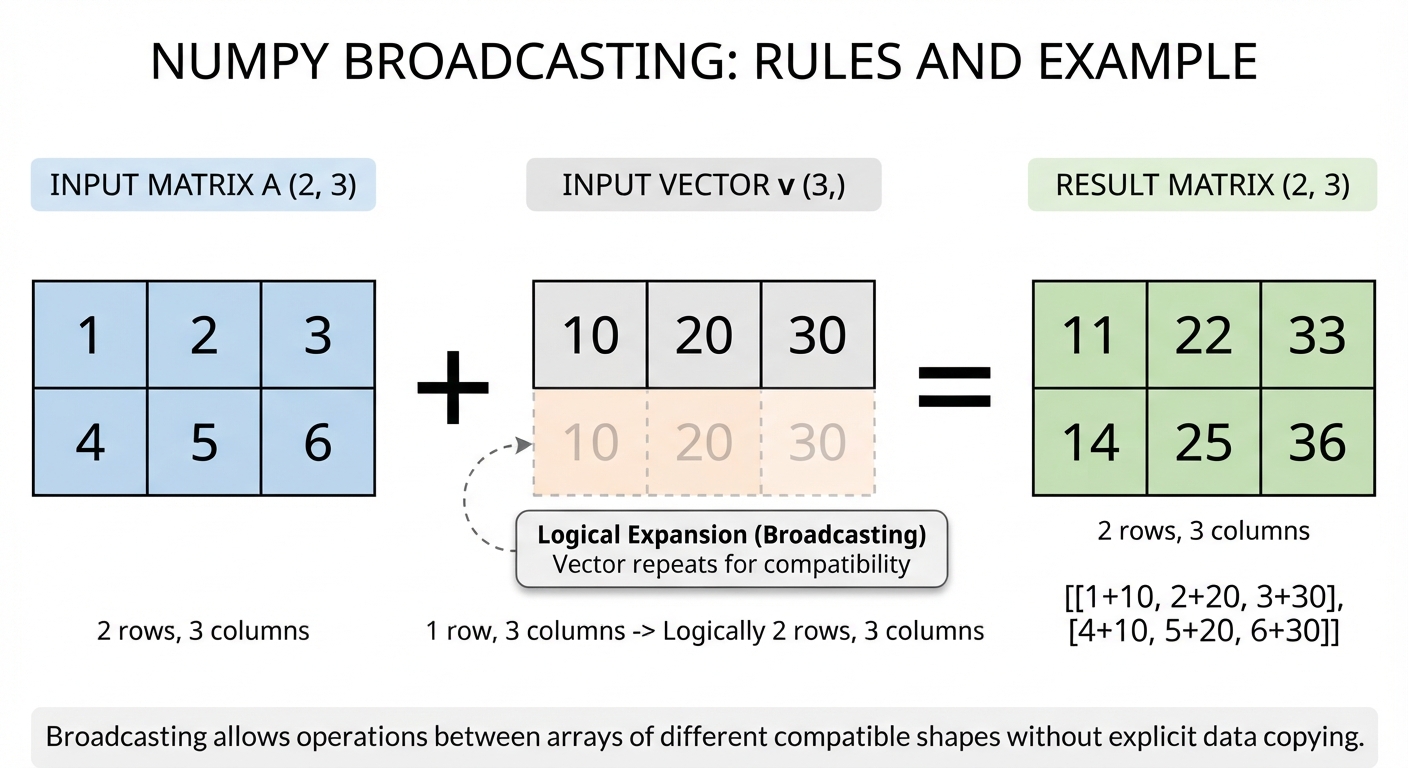 NUMPY BROADCASTING: RULES AND EXAMPLE
INPUT MATRIX A (2, 3)
INPUT VECTOR v (3,)
RESULT MATRIX (2, 3)
1 2 3
4 5 6
+
10 20 30
10 20 30
=
11 22 33
14 25 36
Logical Expansion (Broadcasting)
Vector repeats for compatibility
2 rows, 3 columns
1 row, 3 columns -> Logically 2 rows, 3 columns
2 rows, 3 columns
[[1+10, 2+20, 3+30],
[4+10, 5+20, 6+30]]
Broadcasting allows operations between arrays of different compatible shapes without explicit data copying.